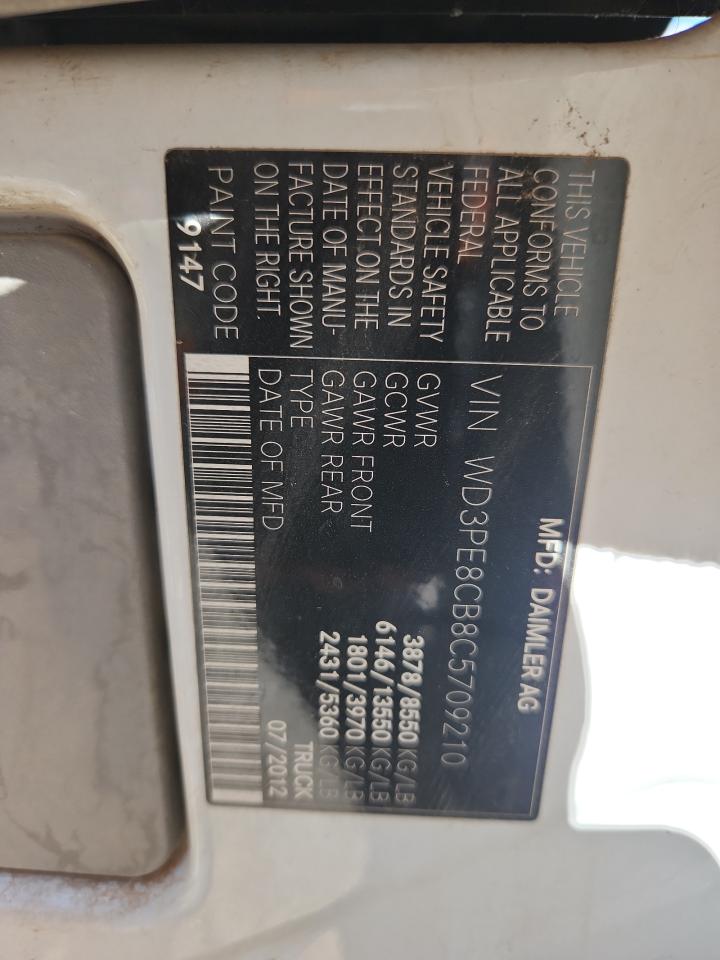 THIS VEHICLE
CONFORMS TO
ALL APPLICABLE
FEDERAL
VEHICLE SAFETY
STANDARDS IN
EFFECT ON THE
DATE OF MANU-
FACTURE SHOWN
ON THE RIGHT.
PAINT CODE
9147
MFD: DAIMLER AG
VIN WD3PE8CB8C5709210
GVWR 3878/8550 KG/LB
GCWR 6146/13550 KG/LB
GAWR FRONT 1801/3970 KG/LB
GAWR REAR 2431/5360 KG/LB
TYPE TRUCK
DATE OF MFD 07/2012